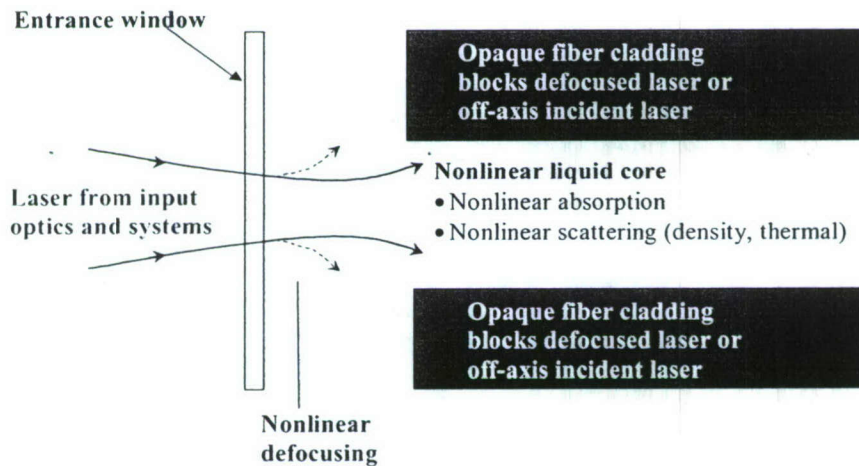 Entrance window
Opaque fiber cladding
blocks defocused laser or
off-axis incident laser
Laser from input
optics and systems
Nonlinear liquid core
• Nonlinear absorption
• Nonlinear scattering (density, thermal)
Opaque fiber cladding
blocks defocused laser or
off-axis incident laser
Nonlinear
defocusing